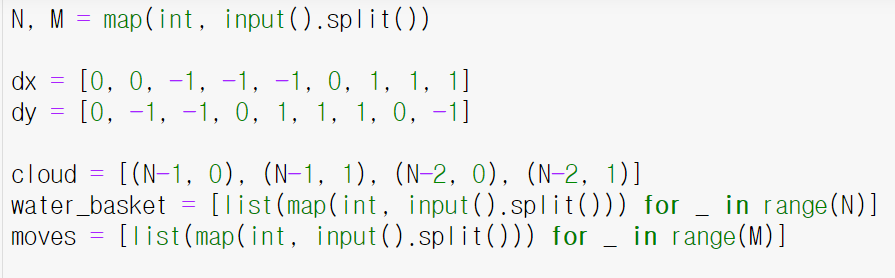 N, M = map(int, input().split())
dx = [0, 0, -1, -1, -1, 0, 1, 1, 1]
dy = [0, -1, -1, 0, 1, 1, 1, 0, -1]
cloud = [(N-1, 0), (N-1, 1), (N-2, 0), (N-2, 1)]
water_basket = [list(map(int, input().split())) for _ in range(N)]
moves = [list(map(int, input().split())) for _ in range(M)]